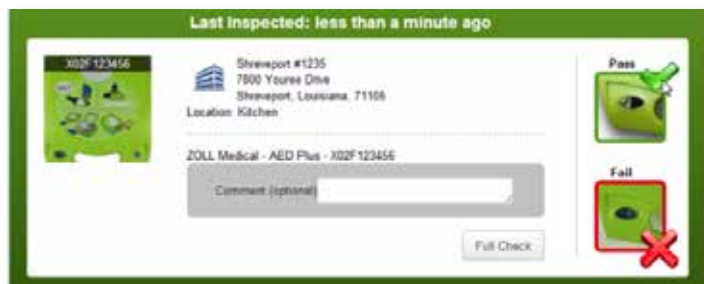 Last Inspected: less than a minute ago
X02F123456
Shreveport #1235
7800 Youree Drive
Shreveport, Louisiana, 71105
Location: Kitchen
ZOLL Medical - AED Plus - X02F123456
Comment (optional)
Full Check
Pass
Fail